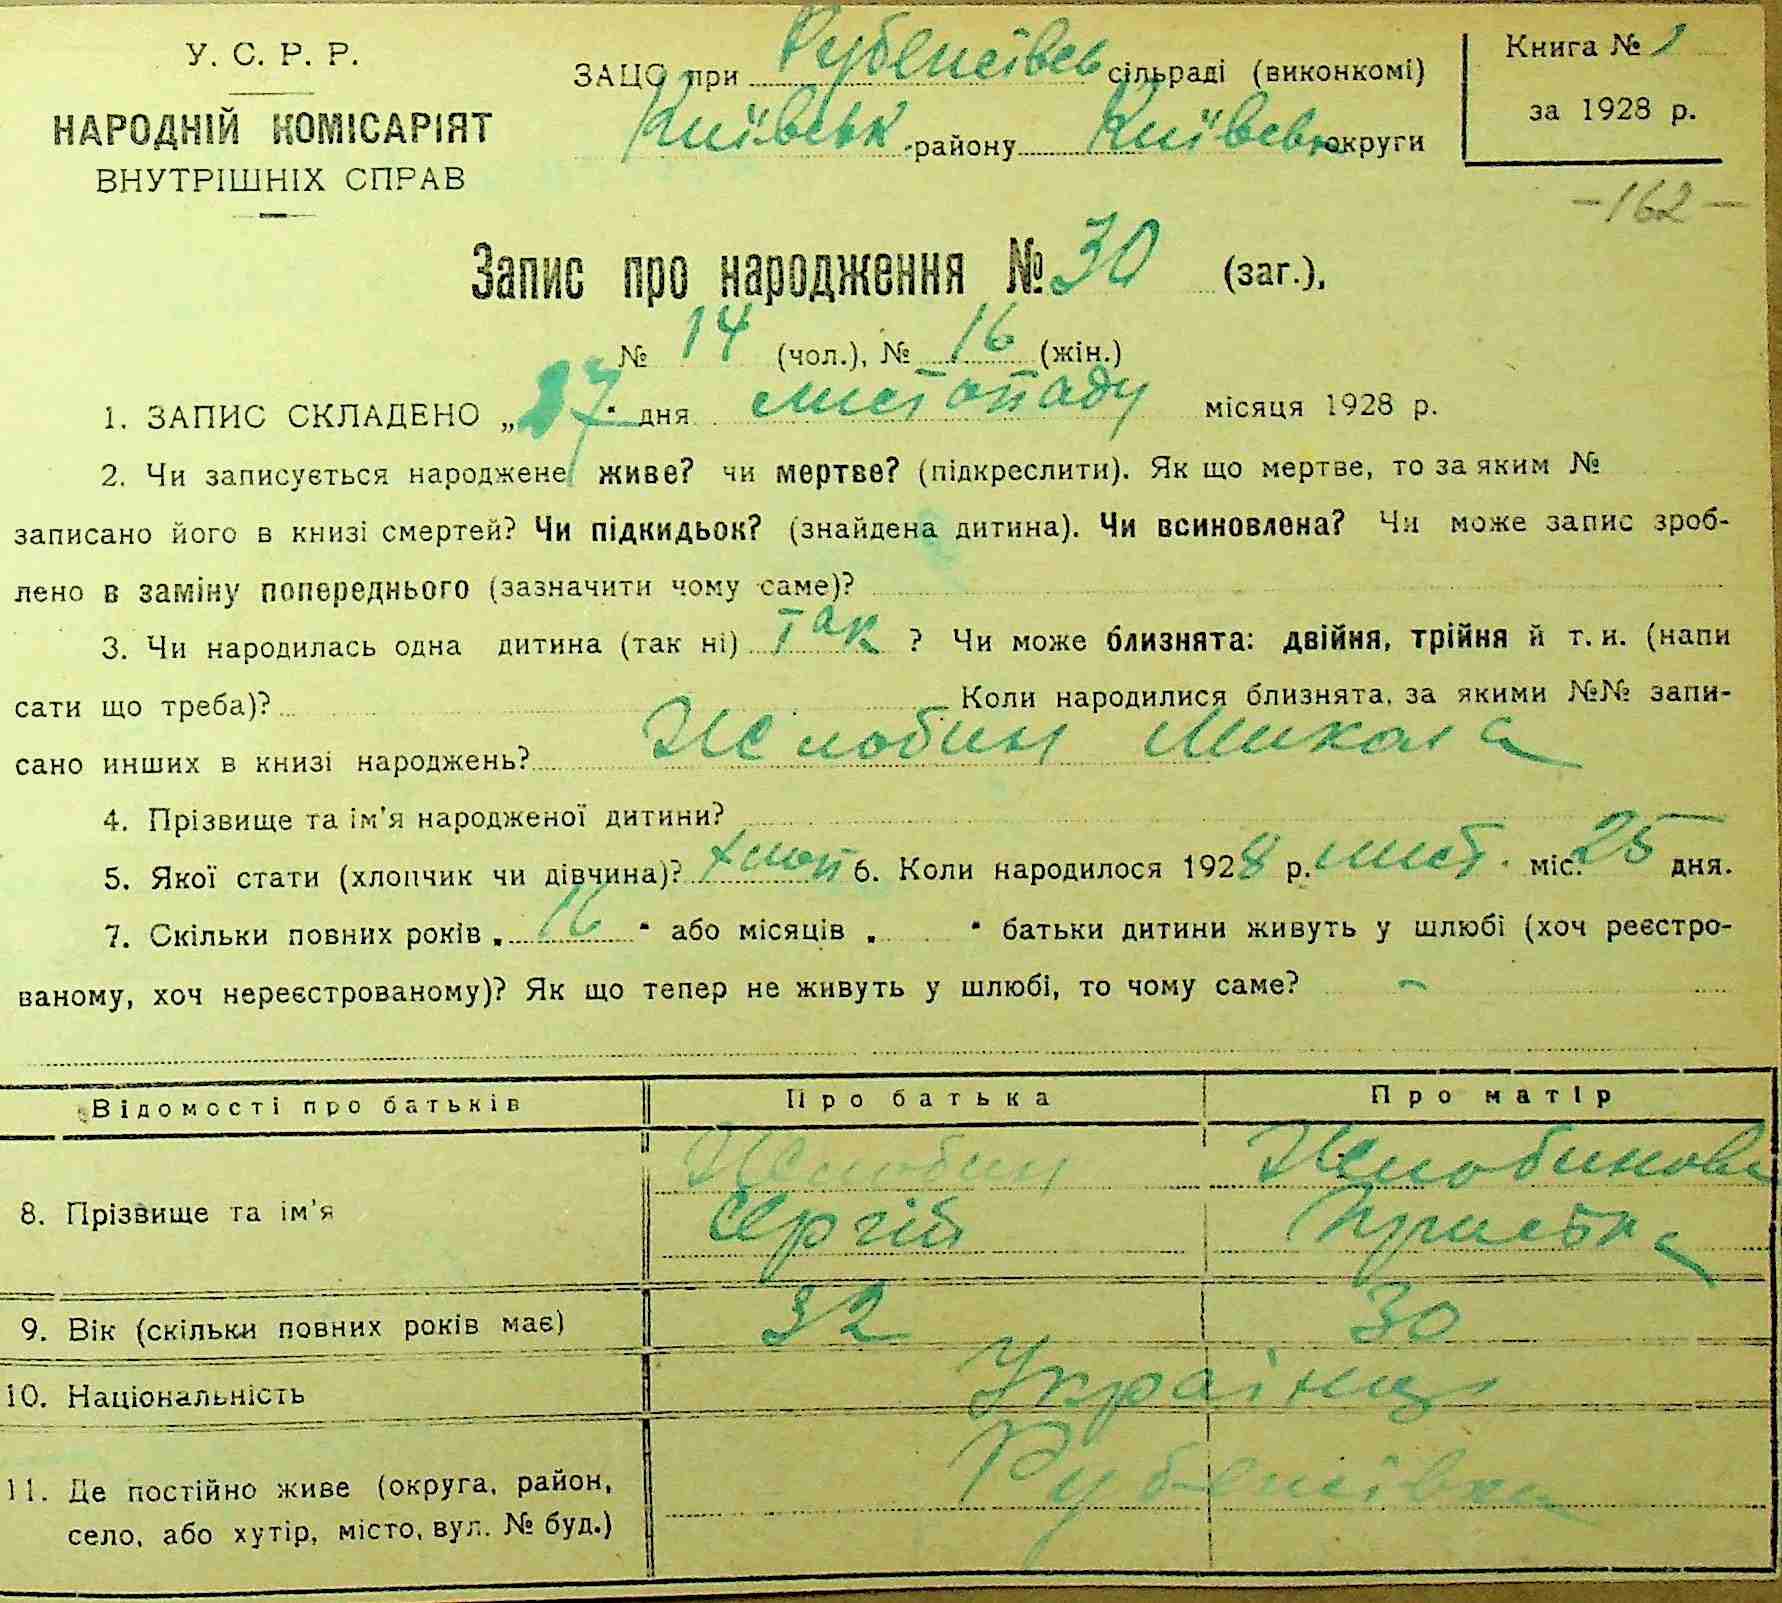 У. С. Р. Р.
НАРОДНІЙ КОМІСАРІЯТ
ВНУТРІШНІХ СПРАВ
ЗАЦС при Рубежівськ сільраді (виконкомі)
Київськ району Київськ округи
Книга № 1
за 1928 р.
-162-
Запис про народження № 30 (заг.),
№ 14 (чол.), № 16 (жін.)
1. ЗАПИС СКЛАДЕНО „27" дня листопаду місяця 1928 р.
2. Чи записується народжене живе? чи мертве? (підкреслити). Як що мертве, то за яким №
записано його в книзі смертей? Чи підкидьок? (знайдена дитина). Чи всиновлена? Чи може запис зроб-
лено в заміну попереднього (зазначити чому саме)?
3. Чи народилась одна дитина (так ні) так ? Чи може близнята: двійня, трійня й т. и. (напи
сати що треба)? Коли народилися близнята, за якими №№ запи-
сано инших в книзі народжень? Жлобин Микола
4. Прізвище та ім'я народженої дитини?
5. Якої стати (хлопчик чи дівчина)? хлоп 6. Коли народилося 1928 р. лист. міс. 25 дня.
7. Скільки повних років „16" або місяців „ " батьки дитини живуть у шлюбі (хоч реєстро-
ваному, хоч нереєстрованому)? Як що тепер не живуть у шлюбі, то чому саме? -
Відомості про батьків Про батька Про матір
8. Прізвище та ім'я Жлобин Жлобинова
Сергій
9. Вік (скільки повних років має) 32 30
10. Національність Українці
11. Де постійно живе (округа, район, Рубежівка
село, або хутір, місто, вул. № буд.)